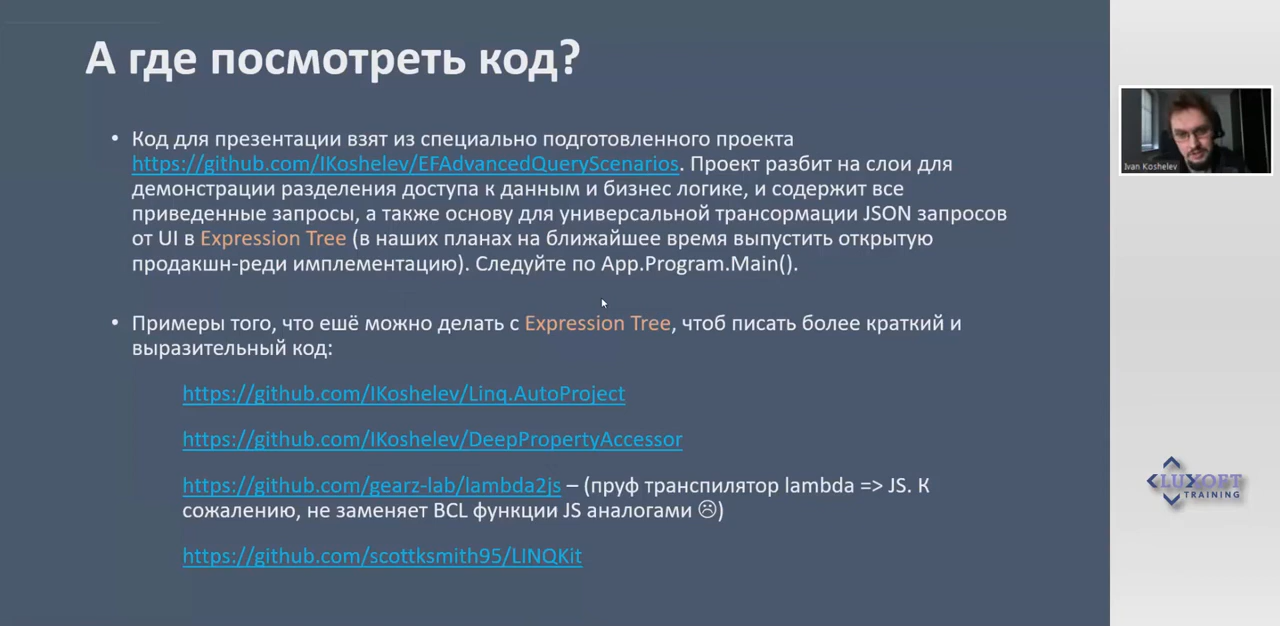 А где посмотреть код?
• Код для презентации взят из специально подготовленного проекта
https://github.com/IKoshelev/EFAdvancedQueryScenarios. Проект разбит на слои для
демонстрации разделения доступа к данным и бизнес логике, и содержит все
приведенные запросы, а также основу для универсальной трансормации JSON запросов
от UI в Expression Tree (в наших планах на ближайшее время выпустить открытую
продакшн-реди имплементацию). Следуйте по App.Program.Main().
• Примеры того, что ешё можно делать с Expression Tree, чтоб писать более краткий и
выразительный код:
https://github.com/IKoshelev/Linq.AutoProject
https://github.com/IKoshelev/DeepPropertyAccessor
https://github.com/gearz-lab/lambda2js – (пруф транспилятор lambda => JS. К
сожалению, не заменяет BCL функции JS аналогами ☹)
https://github.com/scottksmith95/LINQKit
Ivan Koshelev
LUXOFT
TRAINING